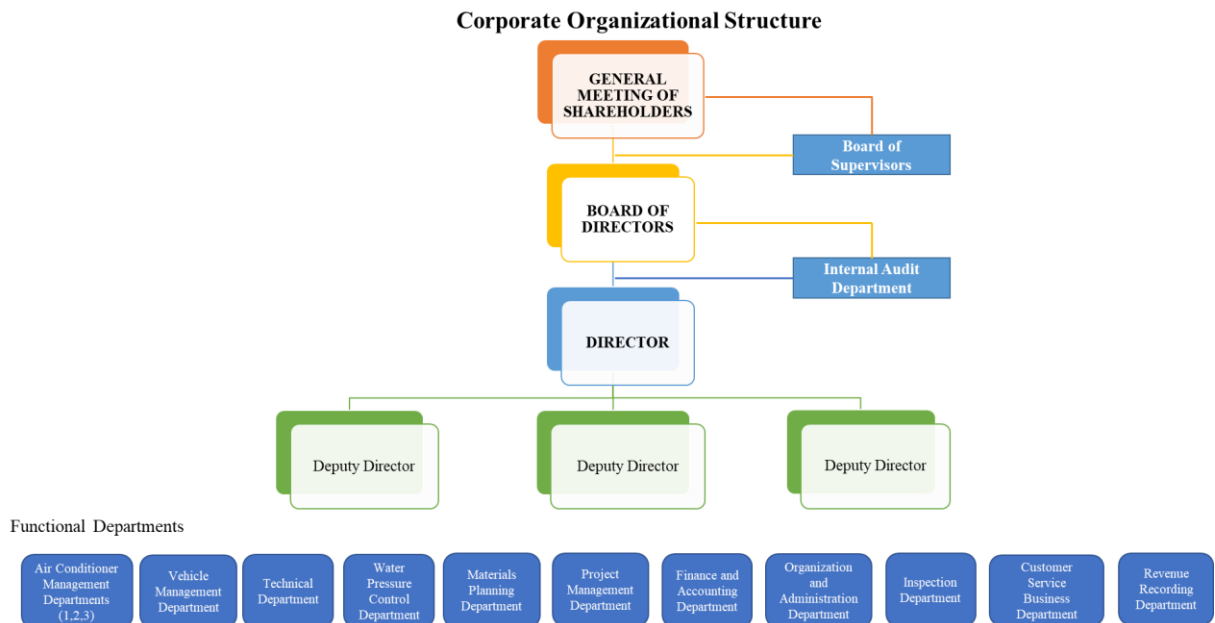 Corporate Organizational Structure
GENERAL
MEETING OF
SHAREHOLDERS
Board of
Supervisors
BOARD OF
DIRECTORS
Internal Audit
Department
DIRECTOR
Deputy Director
Deputy Director
Deputy Director
Functional Departments
Air Conditioner
Management
Departments
(1,2,3)
Vehicle
Management
Department
Technical
Department
Water
Pressure
Control
Department
Materials
Planning
Department
Project
Management
Department
Finance and
Accounting
Department
Organization
and
Administration
Department
Inspection
Department
Customer
Service
Business
Department
Revenue
Recording
Department